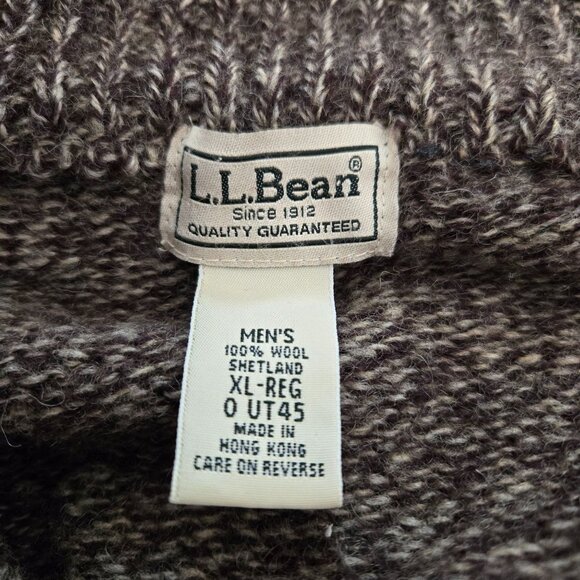 L.L.Bean®
Since 1912
QUALITY GUARANTEED
MEN'S
100% WOOL
SHETLAND
XL-REG
0 UT45
MADE IN
HONG KONG
CARE ON REVERSE